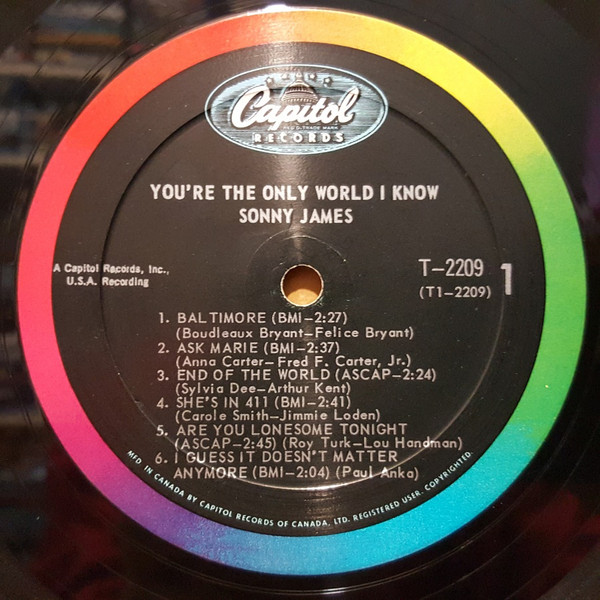 Capitol
RECORDS
YOU'RE THE ONLY WORLD I KNOW
SONNY JAMES
A Capitol Records, Inc.,
U.S.A. Recording
T-2209
1
(T1-2209)
1. BALTIMORE (BMI-2:27)
(Boudleaux Bryant-Felice Bryant)
2. ASK MARIE (BMI-2:37)
(Anna Carter-Fred F. Carter, Jr.)
3. END OF THE WORLD (ASCAP-2:24)
(Sylvia Dee-Arthur Kent)
4. SHE'S IN 411 (BMI-2:41)
(Carole Smith-Jimmie Loden)
5. ARE YOU LONESOME TONIGHT
(ASCAP-2:45) (Roy Turk-Lou Handman)
6. I GUESS IT DOESN'T MATTER
ANYMORE (BMI-2:04) (Paul Anka)
MFD. IN CANADA BY CAPITOL RECORDS OF CANADA, LTD. REGISTERED USER. COPYRIGHTED.